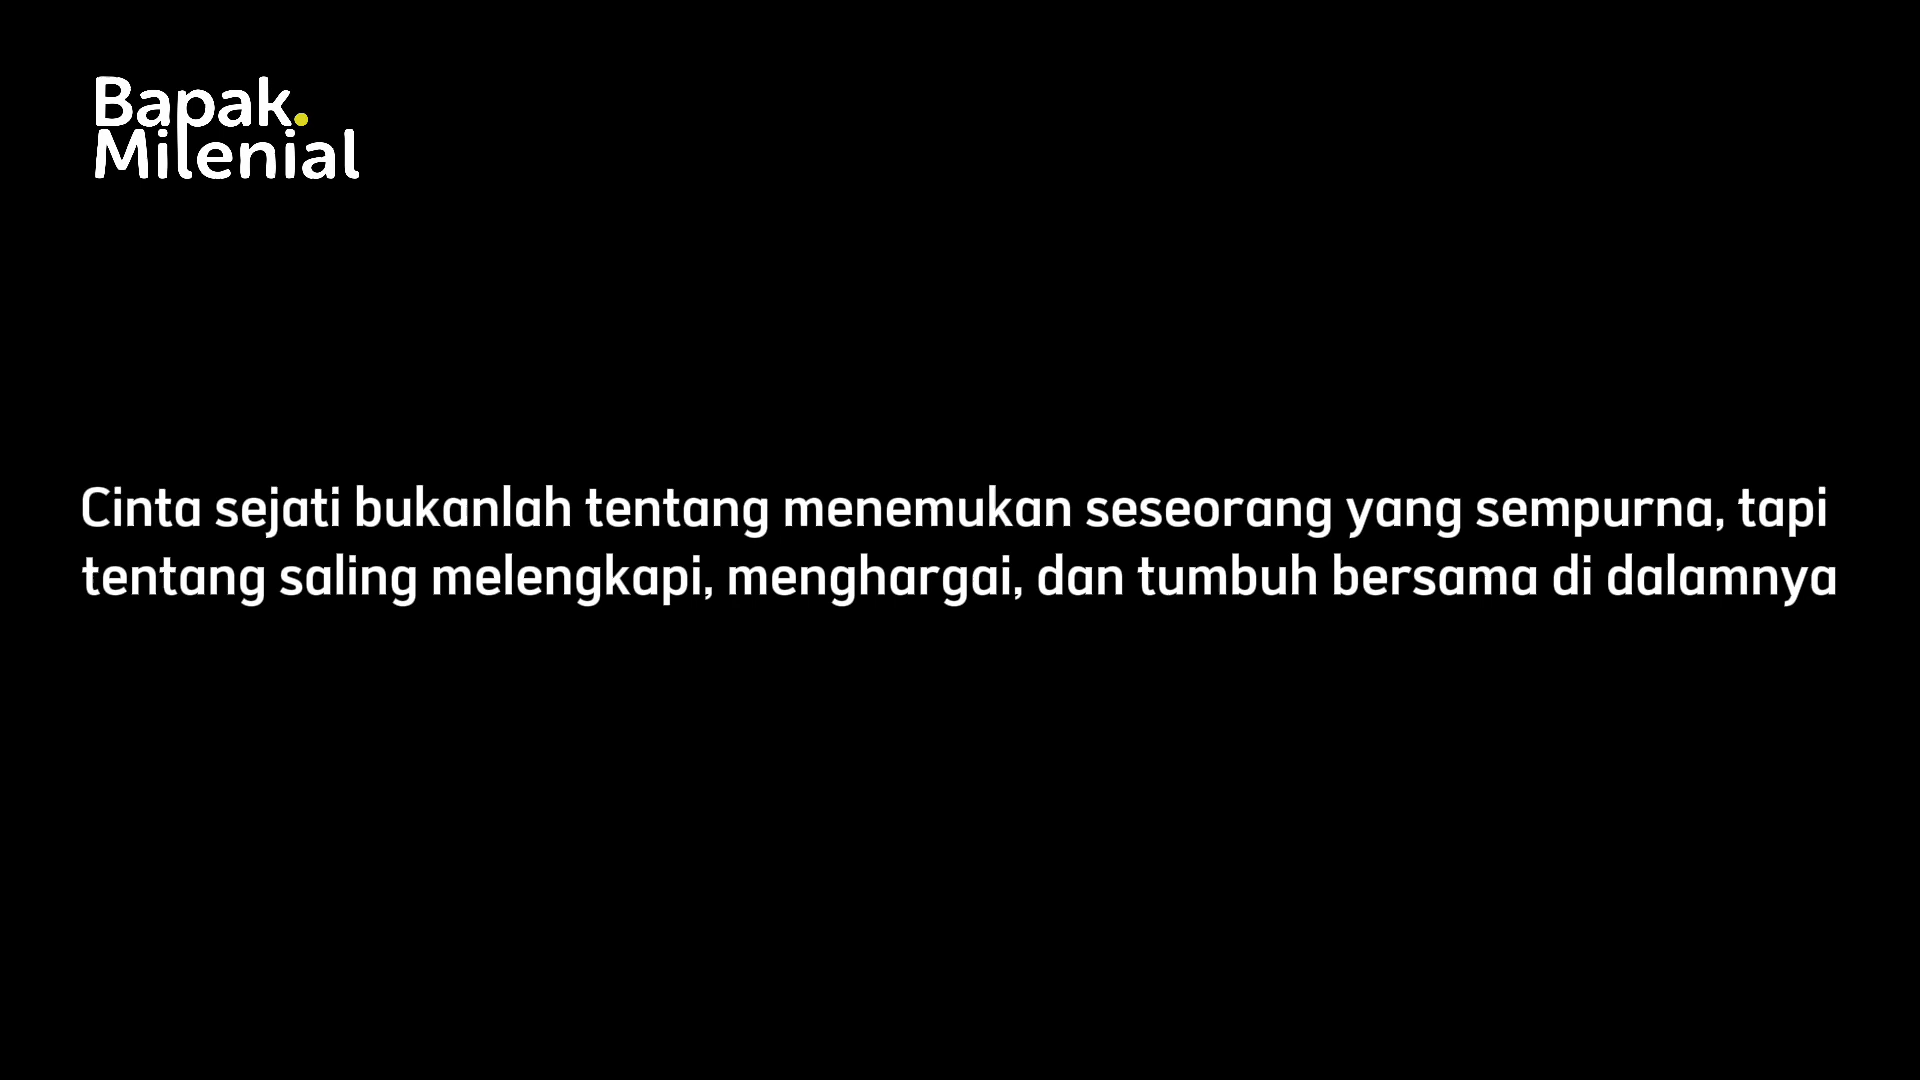 Bapak.
Milenial
Cinta sejati bukanlah tentang menemukan seseorang yang sempurna, tapi
tentang saling melengkapi, menghargai, dan tumbuh bersama di dalamnya